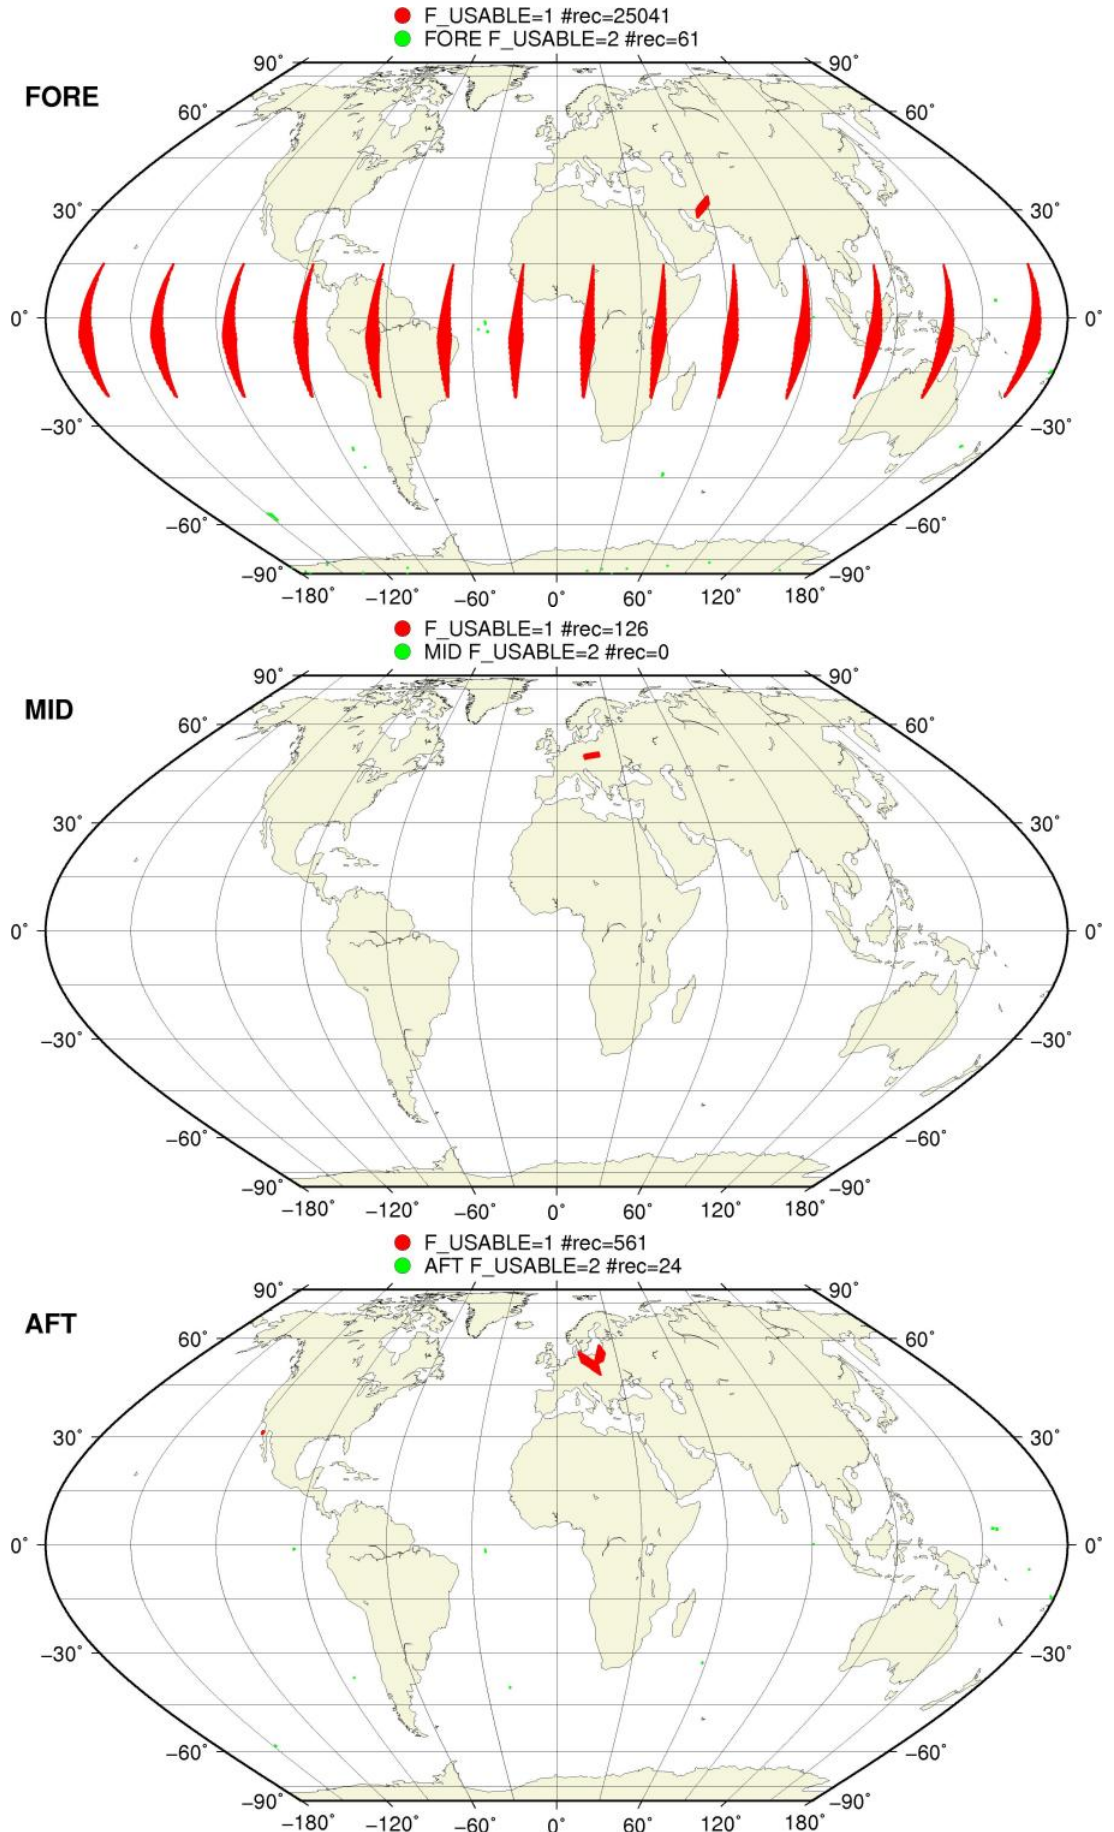 F_USABLE=1 #rec=25041
FORE F_USABLE=2 #rec=61
FORE
90° 90°
60° 60°
30° 30°
0° 0°
−30° −30°
−60° −60°
−90° −90°
−180° −120° −60° 0° 60° 120° 180°
F_USABLE=1 #rec=126
MID F_USABLE=2 #rec=0
MID
90° 90°
60° 60°
30° 30°
0° 0°
−30° −30°
−60° −60°
−90° −90°
−180° −120° −60° 0° 60° 120° 180°
F_USABLE=1 #rec=561
AFT F_USABLE=2 #rec=24
AFT
90° 90°
60° 60°
30° 30°
0° 0°
−30° −30°
−60° −60°
−90° −90°
−180° −120° −60° 0° 60° 120° 180°